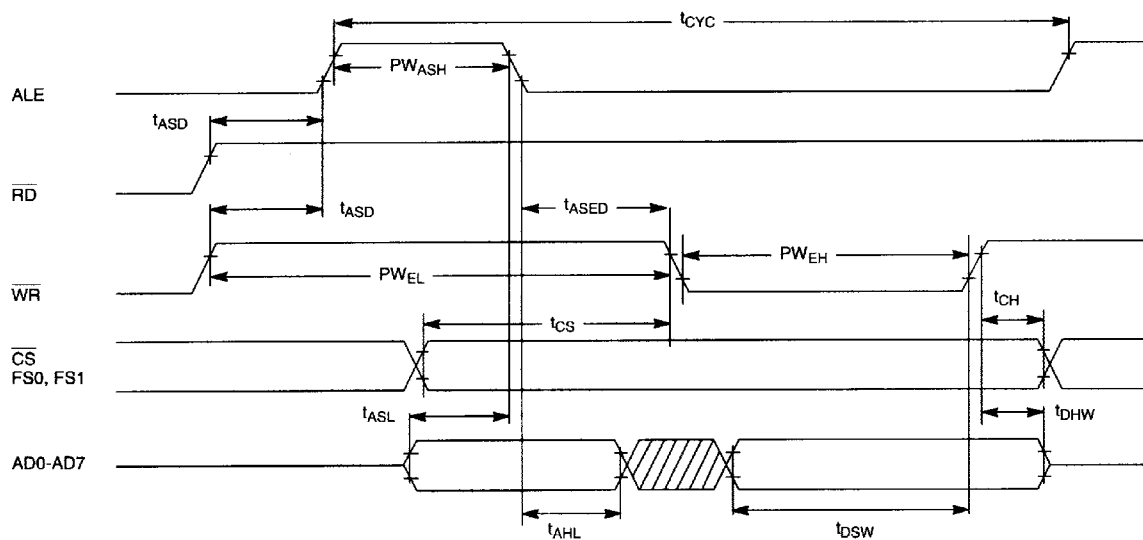 tCYC
PWASH
ALE
tASD
RD
tASD
tASED
PWEL
PWEH
WR
tCS
tCH
CS
FS0, FS1
tASL
tDHW
AD0-AD7
tAHL
tDSW